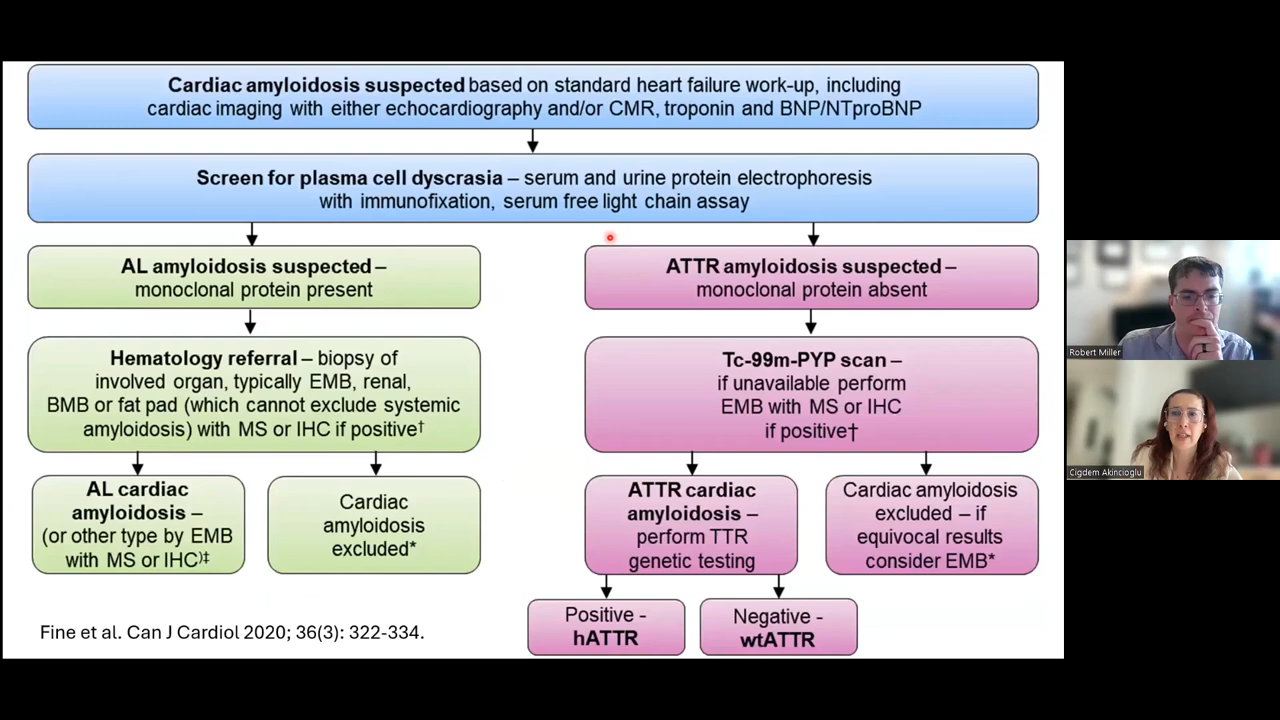 Cardiac amyloidosis suspected based on standard heart failure work-up, including
cardiac imaging with either echocardiography and/or CMR, troponin and BNP/NTproBNP
Screen for plasma cell dyscrasia – serum and urine protein electrophoresis
with immunofixation, serum free light chain assay
AL amyloidosis suspected –
monoclonal protein present
ATTR amyloidosis suspected –
monoclonal protein absent
Hematology referral – biopsy of
involved organ, typically EMB, renal,
BMB or fat pad (which cannot exclude systemic
amyloidosis) with MS or IHC if positive†
Tc-99m-PYP scan –
if unavailable perform
EMB with MS or IHC
if positive†
AL cardiac
amyloidosis –
(or other type by EMB
with MS or IHC)‡
Cardiac
amyloidosis
excluded*
ATTR cardiac
amyloidosis –
perform TTR
genetic testing
Cardiac amyloidosis
excluded – if
equivocal results
consider EMB*
Positive -
hATTR
Negative -
wtATTR
Fine et al. Can J Cardiol 2020; 36(3): 322-334.
Robert Miller
Cigdem Akincioglu